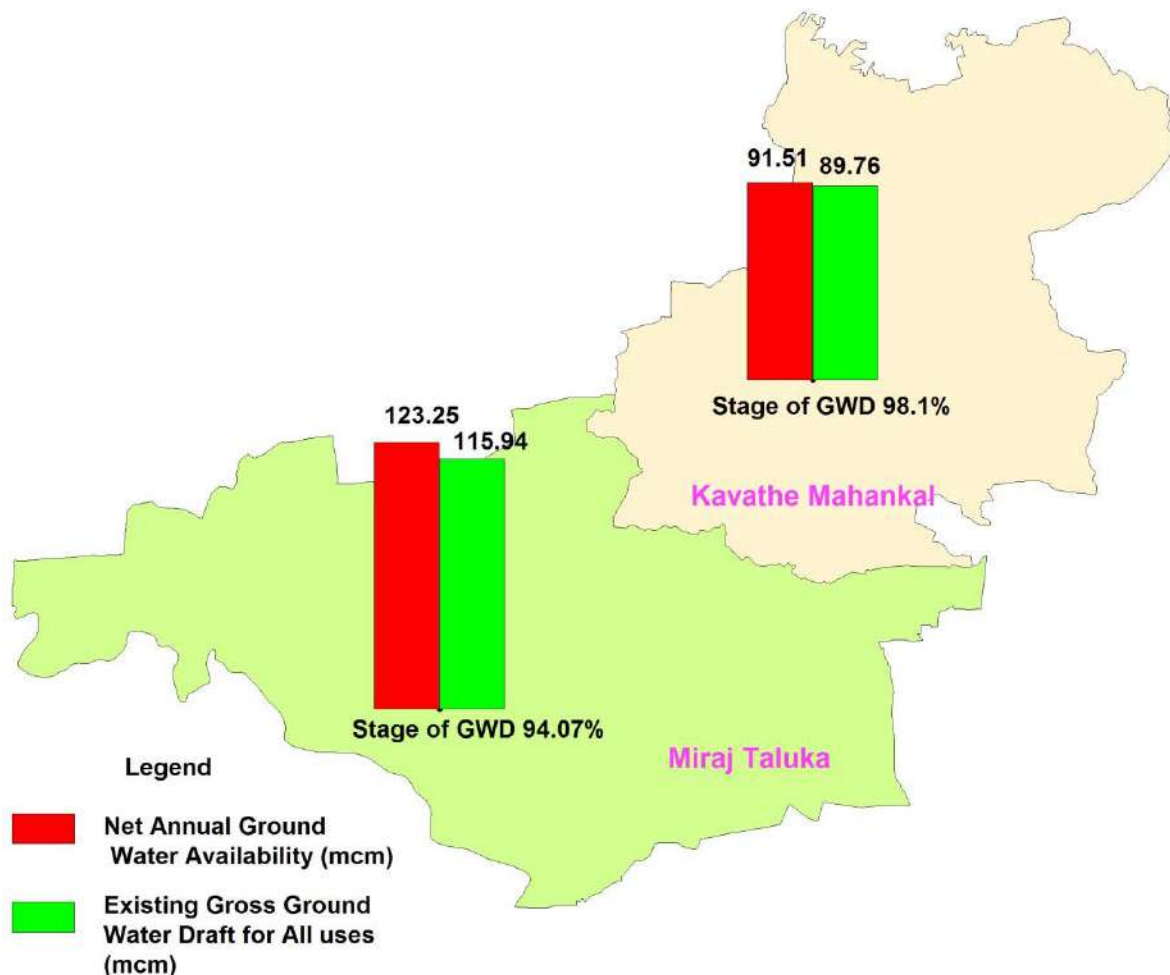 91.51
89.76
Stage of GWD 98.1%
123.25
115.94
Kavathe Mahankal
Stage of GWD 94.07%
Miraj Taluka
Legend
Net Annual Ground
Water Availability (mcm)
Existing Gross Ground
Water Draft for All uses
(mcm)